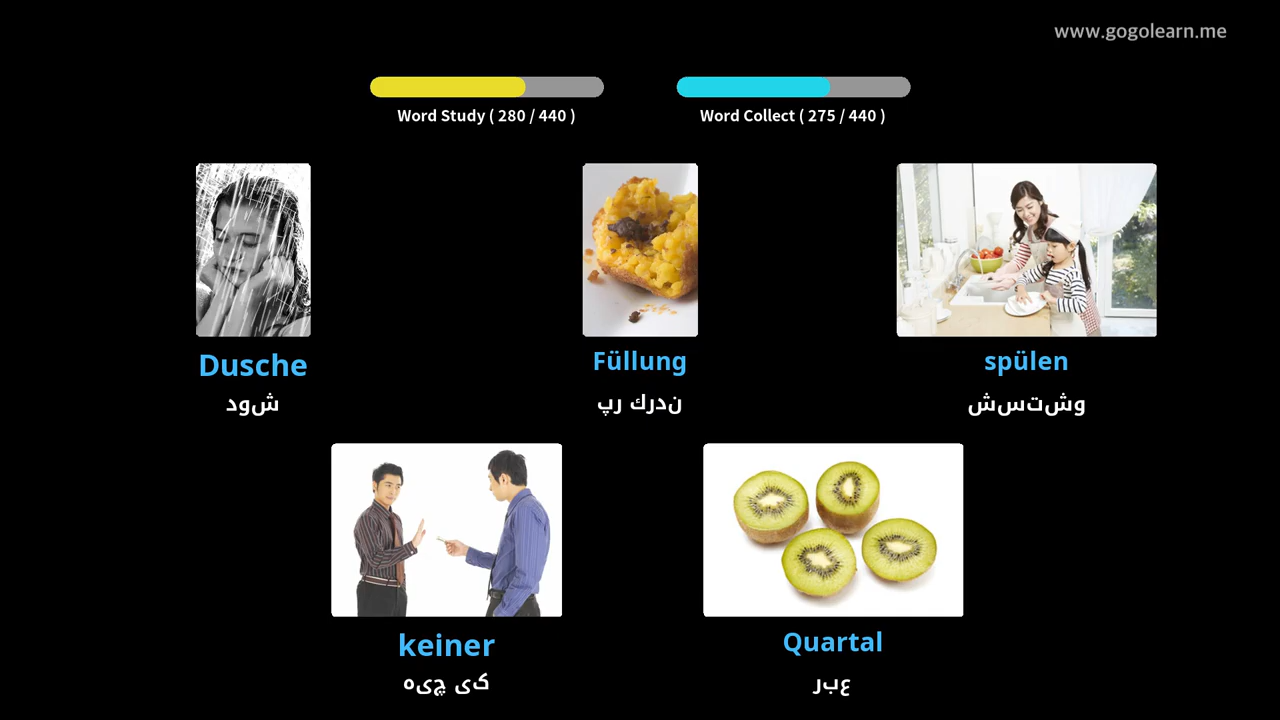 www.gogolearn.me
Word Study ( 280 / 440 )
Word Collect ( 275 / 440 )
Dusche
شود
Füllung
ندرك رپ
spülen
وشتسش
keiner
کی چیه
Quartal
عبر